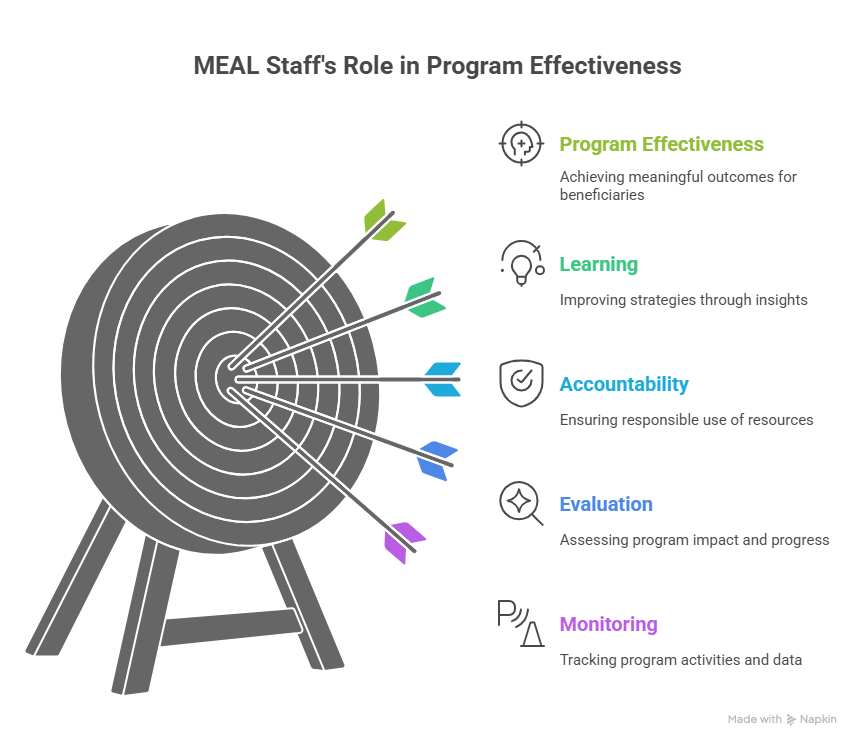 MEAL Staff's Role in Program Effectiveness
Program Effectiveness
Achieving meaningful outcomes for
beneficiaries
Learning
Improving strategies through insights
Accountability
Ensuring responsible use of resources
Evaluation
Assessing program impact and progress
P
Monitoring
Tracking program activities and data
Made with Napkin